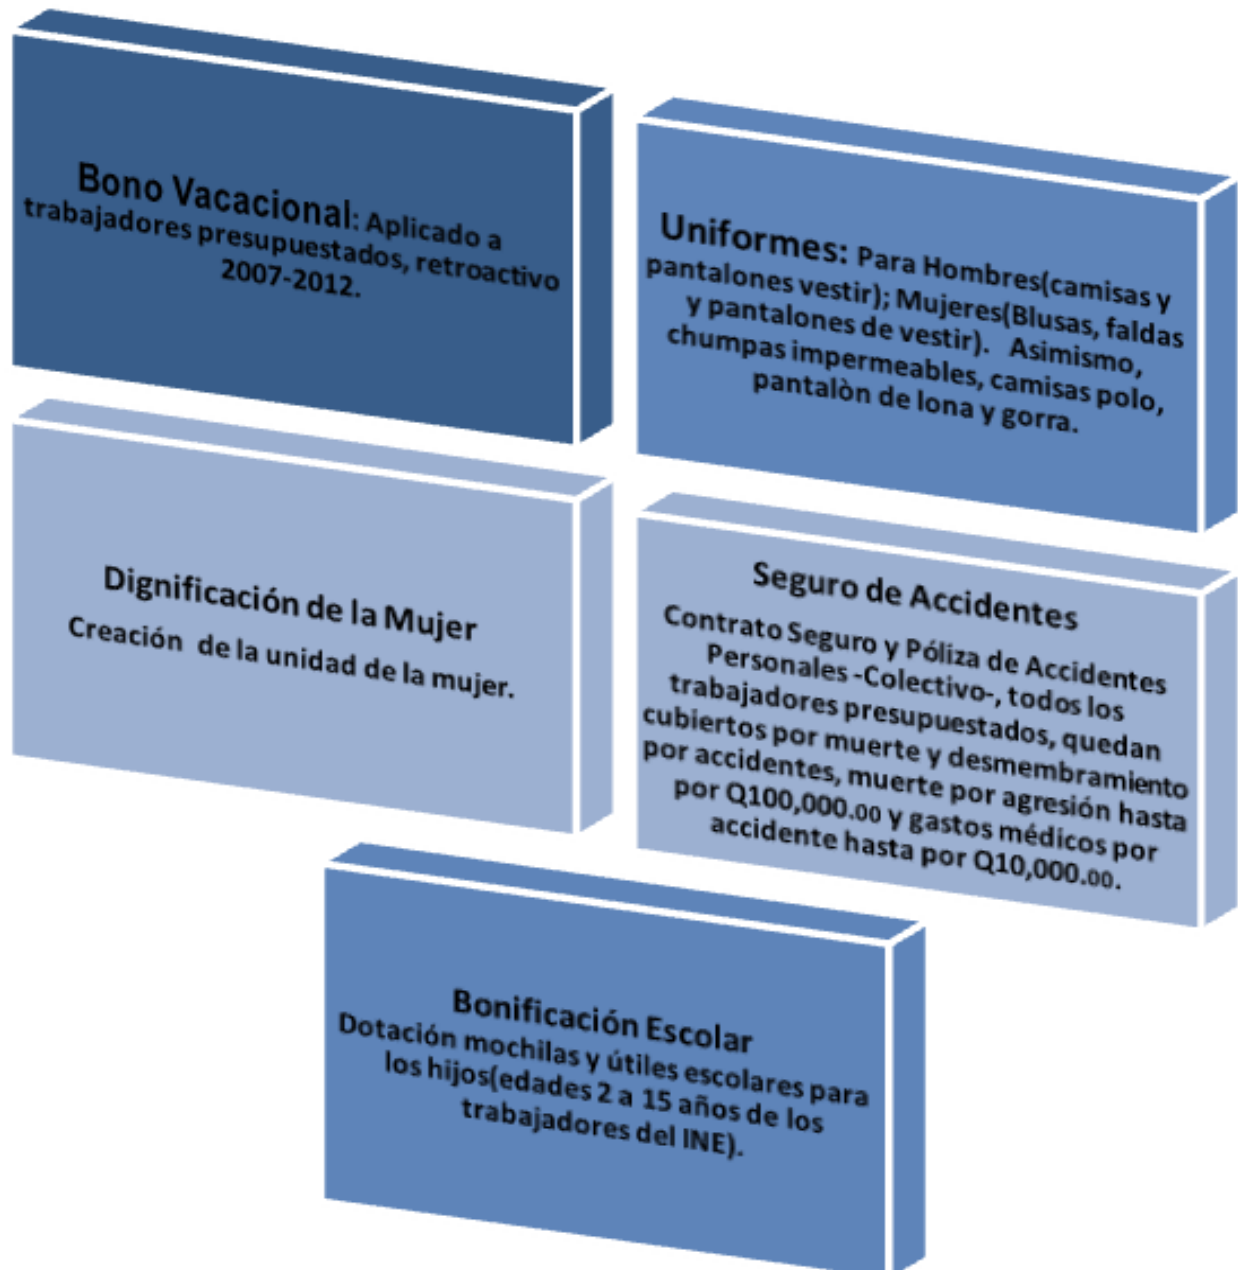 Bono Vacacional: Aplicado a
trabajadores presupuestados, retroactivo
2007-2012.
Uniformes: Para Hombres(camisas y
pantalones vestir); Mujeres(Blusas, faldas
y pantalones de vestir).   Asimismo,
chumpas impermeables, camisas polo,
pantalòn de lona y gorra.
Dignificación de la Mujer
Creación  de la unidad de la mujer.
Seguro de Accidentes
Contrato Seguro y Póliza de Accidentes
Personales -Colectivo-, todos los
trabajadores presupuestados, quedan
cubiertos por muerte y desmembramiento
por accidentes, muerte por agresión hasta
por Q100,000.00 y gastos médicos por
accidente hasta por Q10,000.00.
Bonificación Escolar
Dotación mochilas y útiles escolares para
los hijos(edades 2 a 15 años de los
trabajadores del INE).